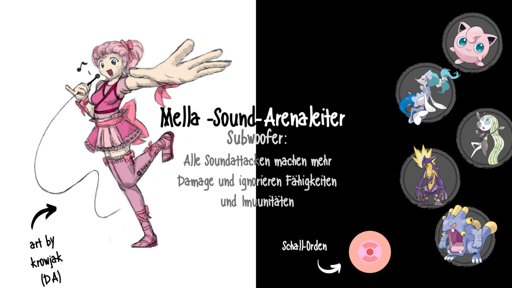 Mella -Sound-Arenaleiter
Subwoofer:
Alle Soundattacken machen mehr
Damage und ignorieren Fähigkeiten
und Imuunitäten
art by
krowjak
(DA)
Schall-Orden